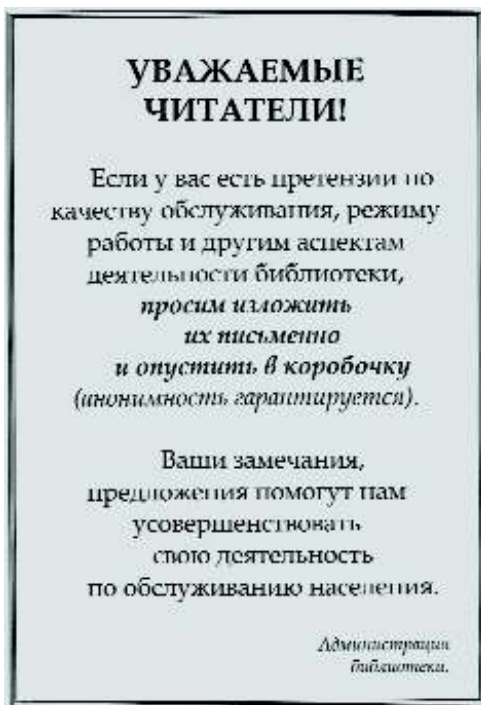 УВАЖАЕМЫЕ
ЧИТАТЕЛИ!
Если у вас есть претензии по
качеству обслуживания, режиму
работы и другим аспектам
деятельности библиотеки,
просим изложить
их письменно
и опустить в коробочку
(анонимность гарантируется).
Ваши замечания,
предложения помогут нам
усовершенствовать
свою деятельность
по обслуживанию населения.
Администрация
библиотеки.